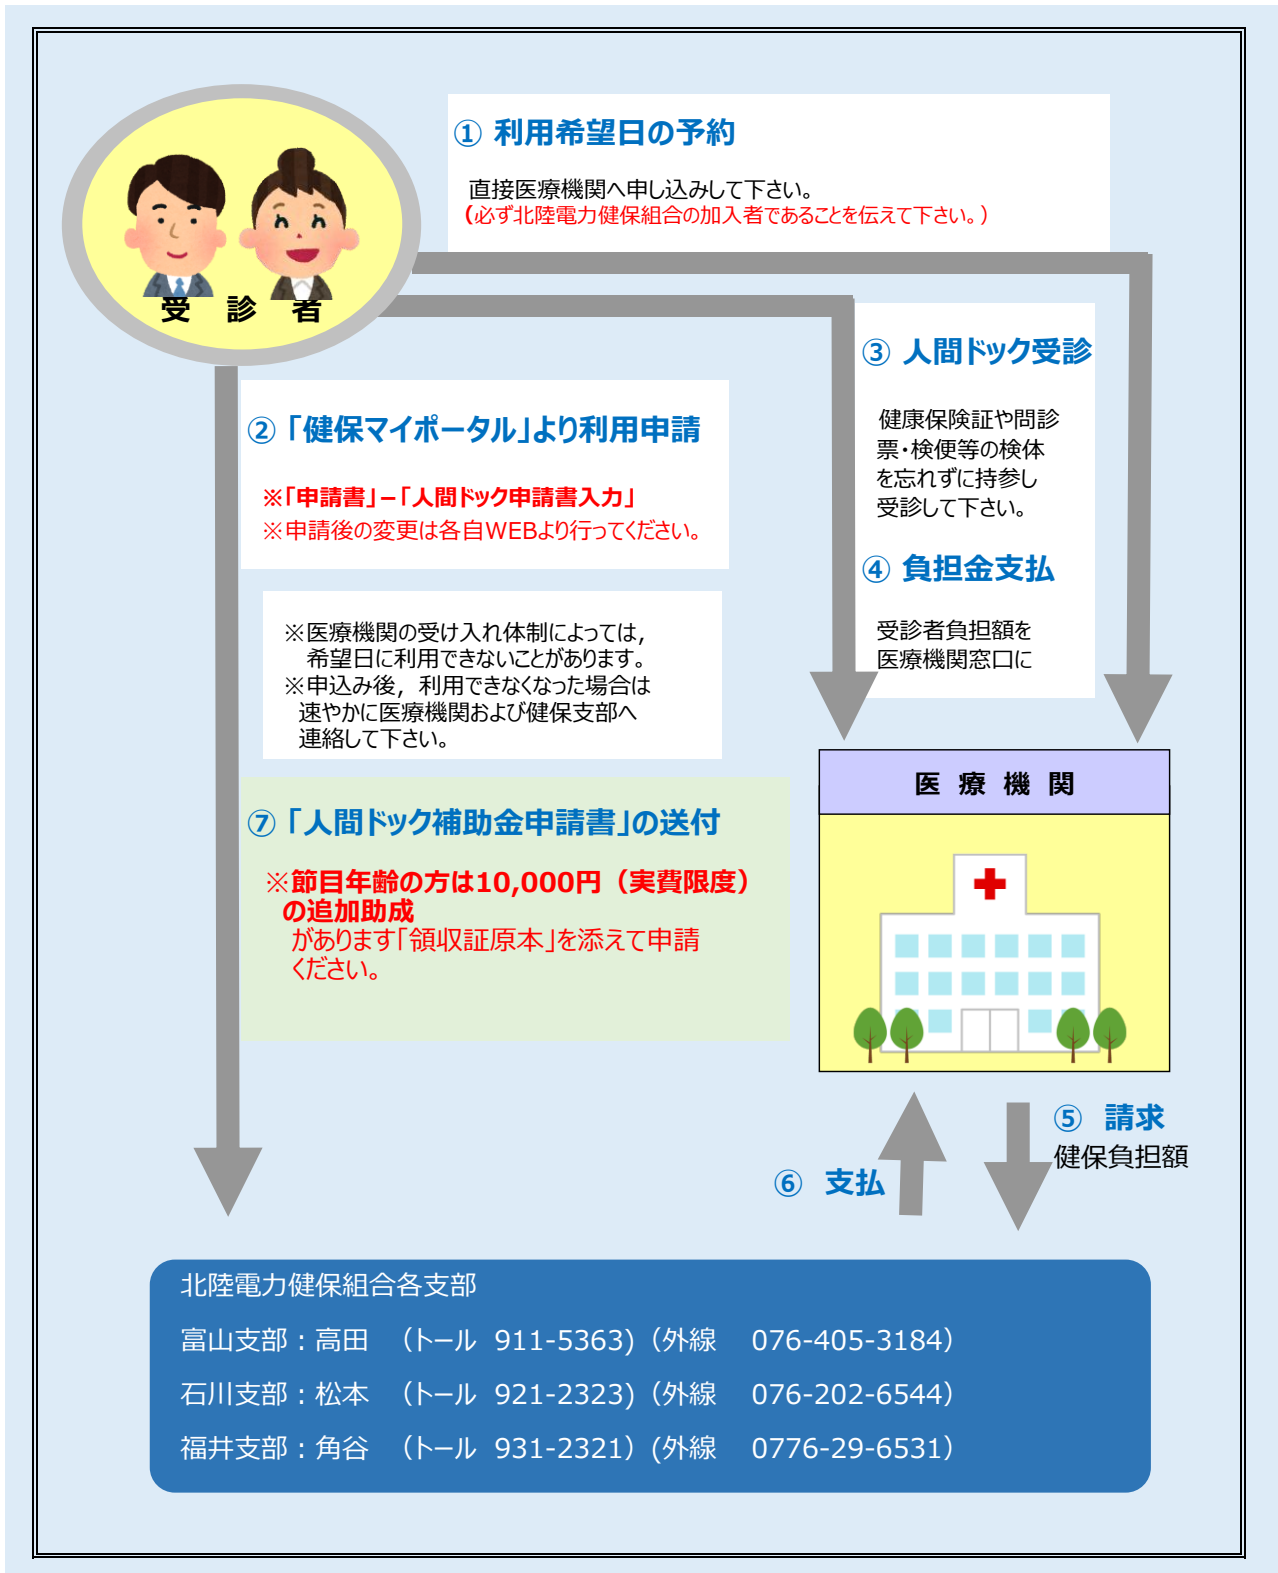 ① 利用希望日の予約
直接医療機関へ申し込みして下さい。
（必ず北陸電力健保組合の加入者であることを伝えて下さい。）
受 診 者
② 「健保マイポータル」より利用申請
※「申請書」－「人間ドック申請書入力」
※申請後の変更は各自WEBより行ってください。
※医療機関の受け入れ体制によっては,
希望日に利用できないことがあります。
※申込み後, 利用できなくなった場合は
速やかに医療機関および健保支部へ
連絡して下さい。
③ 人間ドック受診
健康保険証や問診
票・検便等の検体
を忘れずに持参し
受診して下さい。
④ 負担金支払
受診者負担額を
医療機関窓口に
医 療 機 関
⑦ 「人間ドック補助金申請書」の送付
※節目年齢の方は10,000円（実費限度）
の追加助成
があります「領収証原本」を添えて申請
ください。
⑤ 請求
健保負担額
⑥ 支払
北陸電力健保組合各支部
富山支部：高田 （トール 911-5363)（外線 076-405-3184）
石川支部：松本 （トール 921-2323)（外線 076-202-6544）
福井支部：角谷 （トール 931-2321）(外線 0776-29-6531）